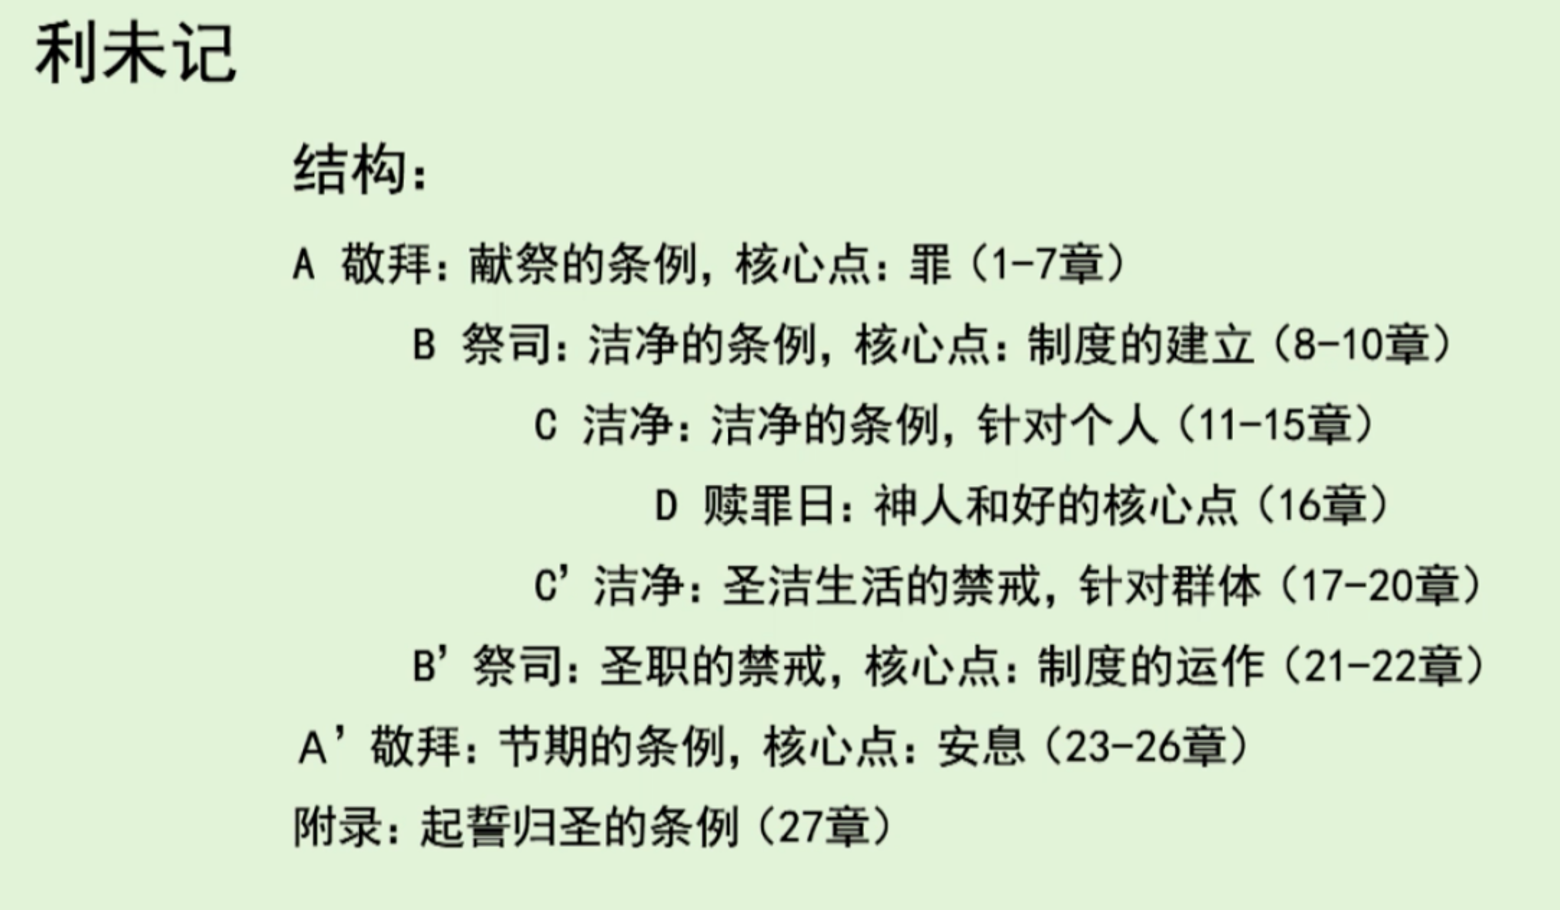 利未记
结构：
A 敬拜：献祭的条例，核心点：罪（1-7章）
B 祭司：洁净的条例，核心点：制度的建立（8-10章）
C 洁净：洁净的条例，针对个人（11-15章）
D 赎罪日：神人和好的核心点（16章）
C’ 洁净：圣洁生活的禁戒，针对群体（17-20章）
B’ 祭司：圣职的禁戒，核心点：制度的运作（21-22章）
A’ 敬拜：节期的条例，核心点：安息（23-26章）
附录：起誓归圣的条例（27章）